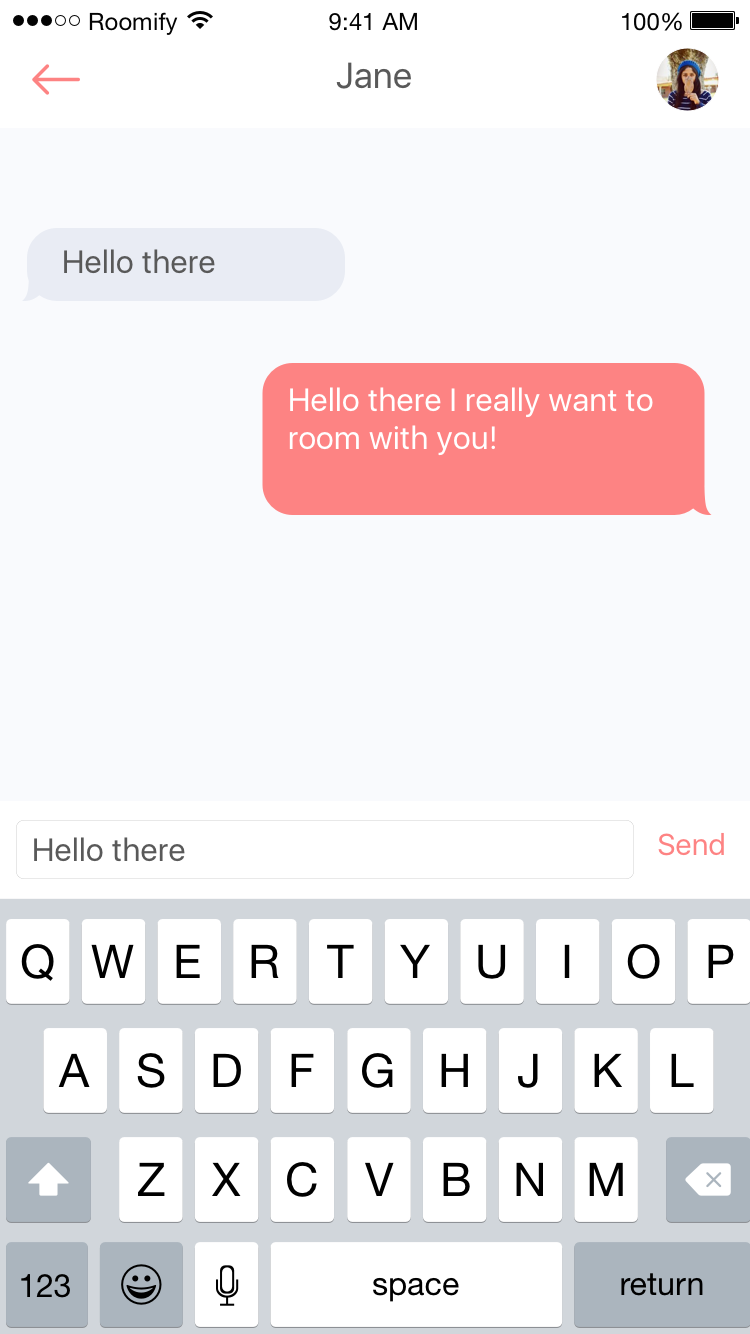 Roomify 9:41 AM 100%
Jane
Hello there
Hello there I really want to
room with you!
Hello there
Send
Q W E R T Y U I O P
A S D F G H J K L
Z X C V B N M
123 space return